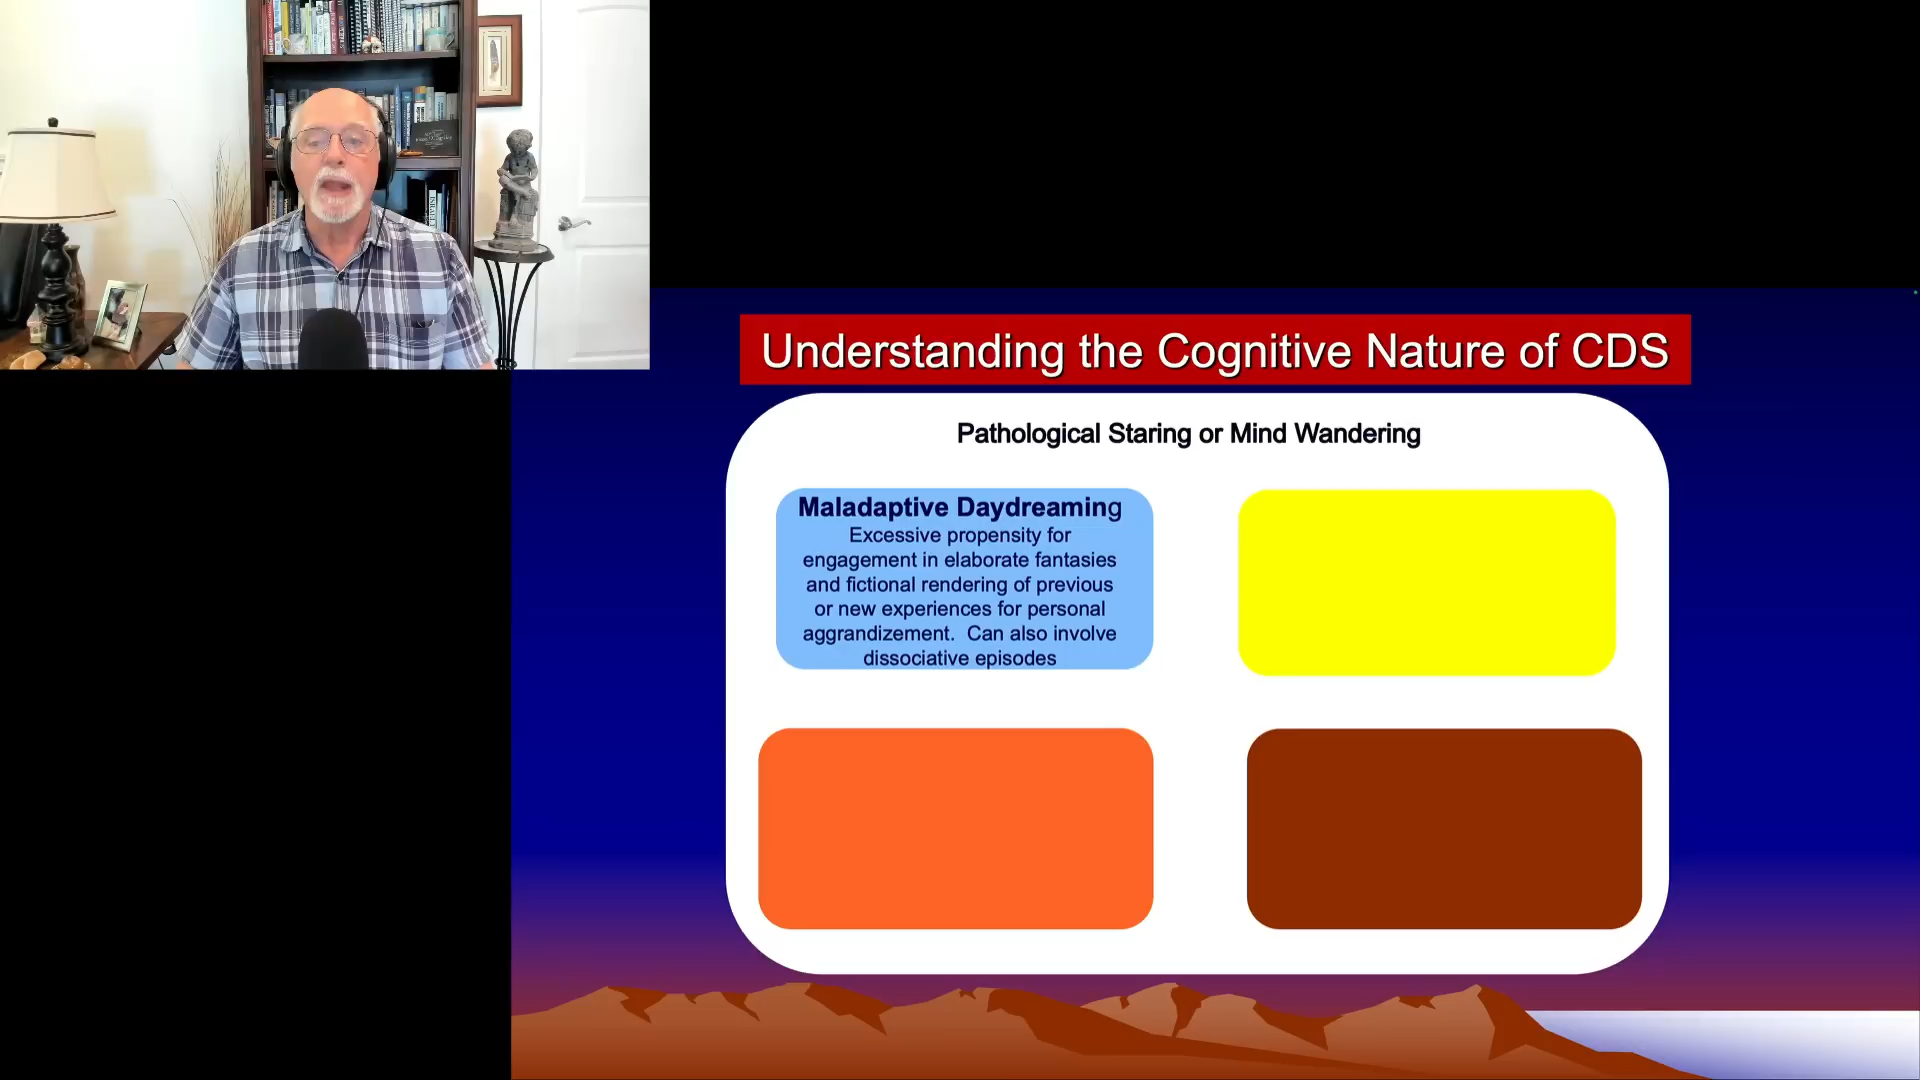 Understanding the Cognitive Nature of CDS
Pathological Staring or Mind Wandering
Maladaptive Daydreaming
Excessive propensity for
engagement in elaborate fantasies
and fictional rendering of previous
or new experiences for personal
aggrandizement.  Can also involve
dissociative episodes